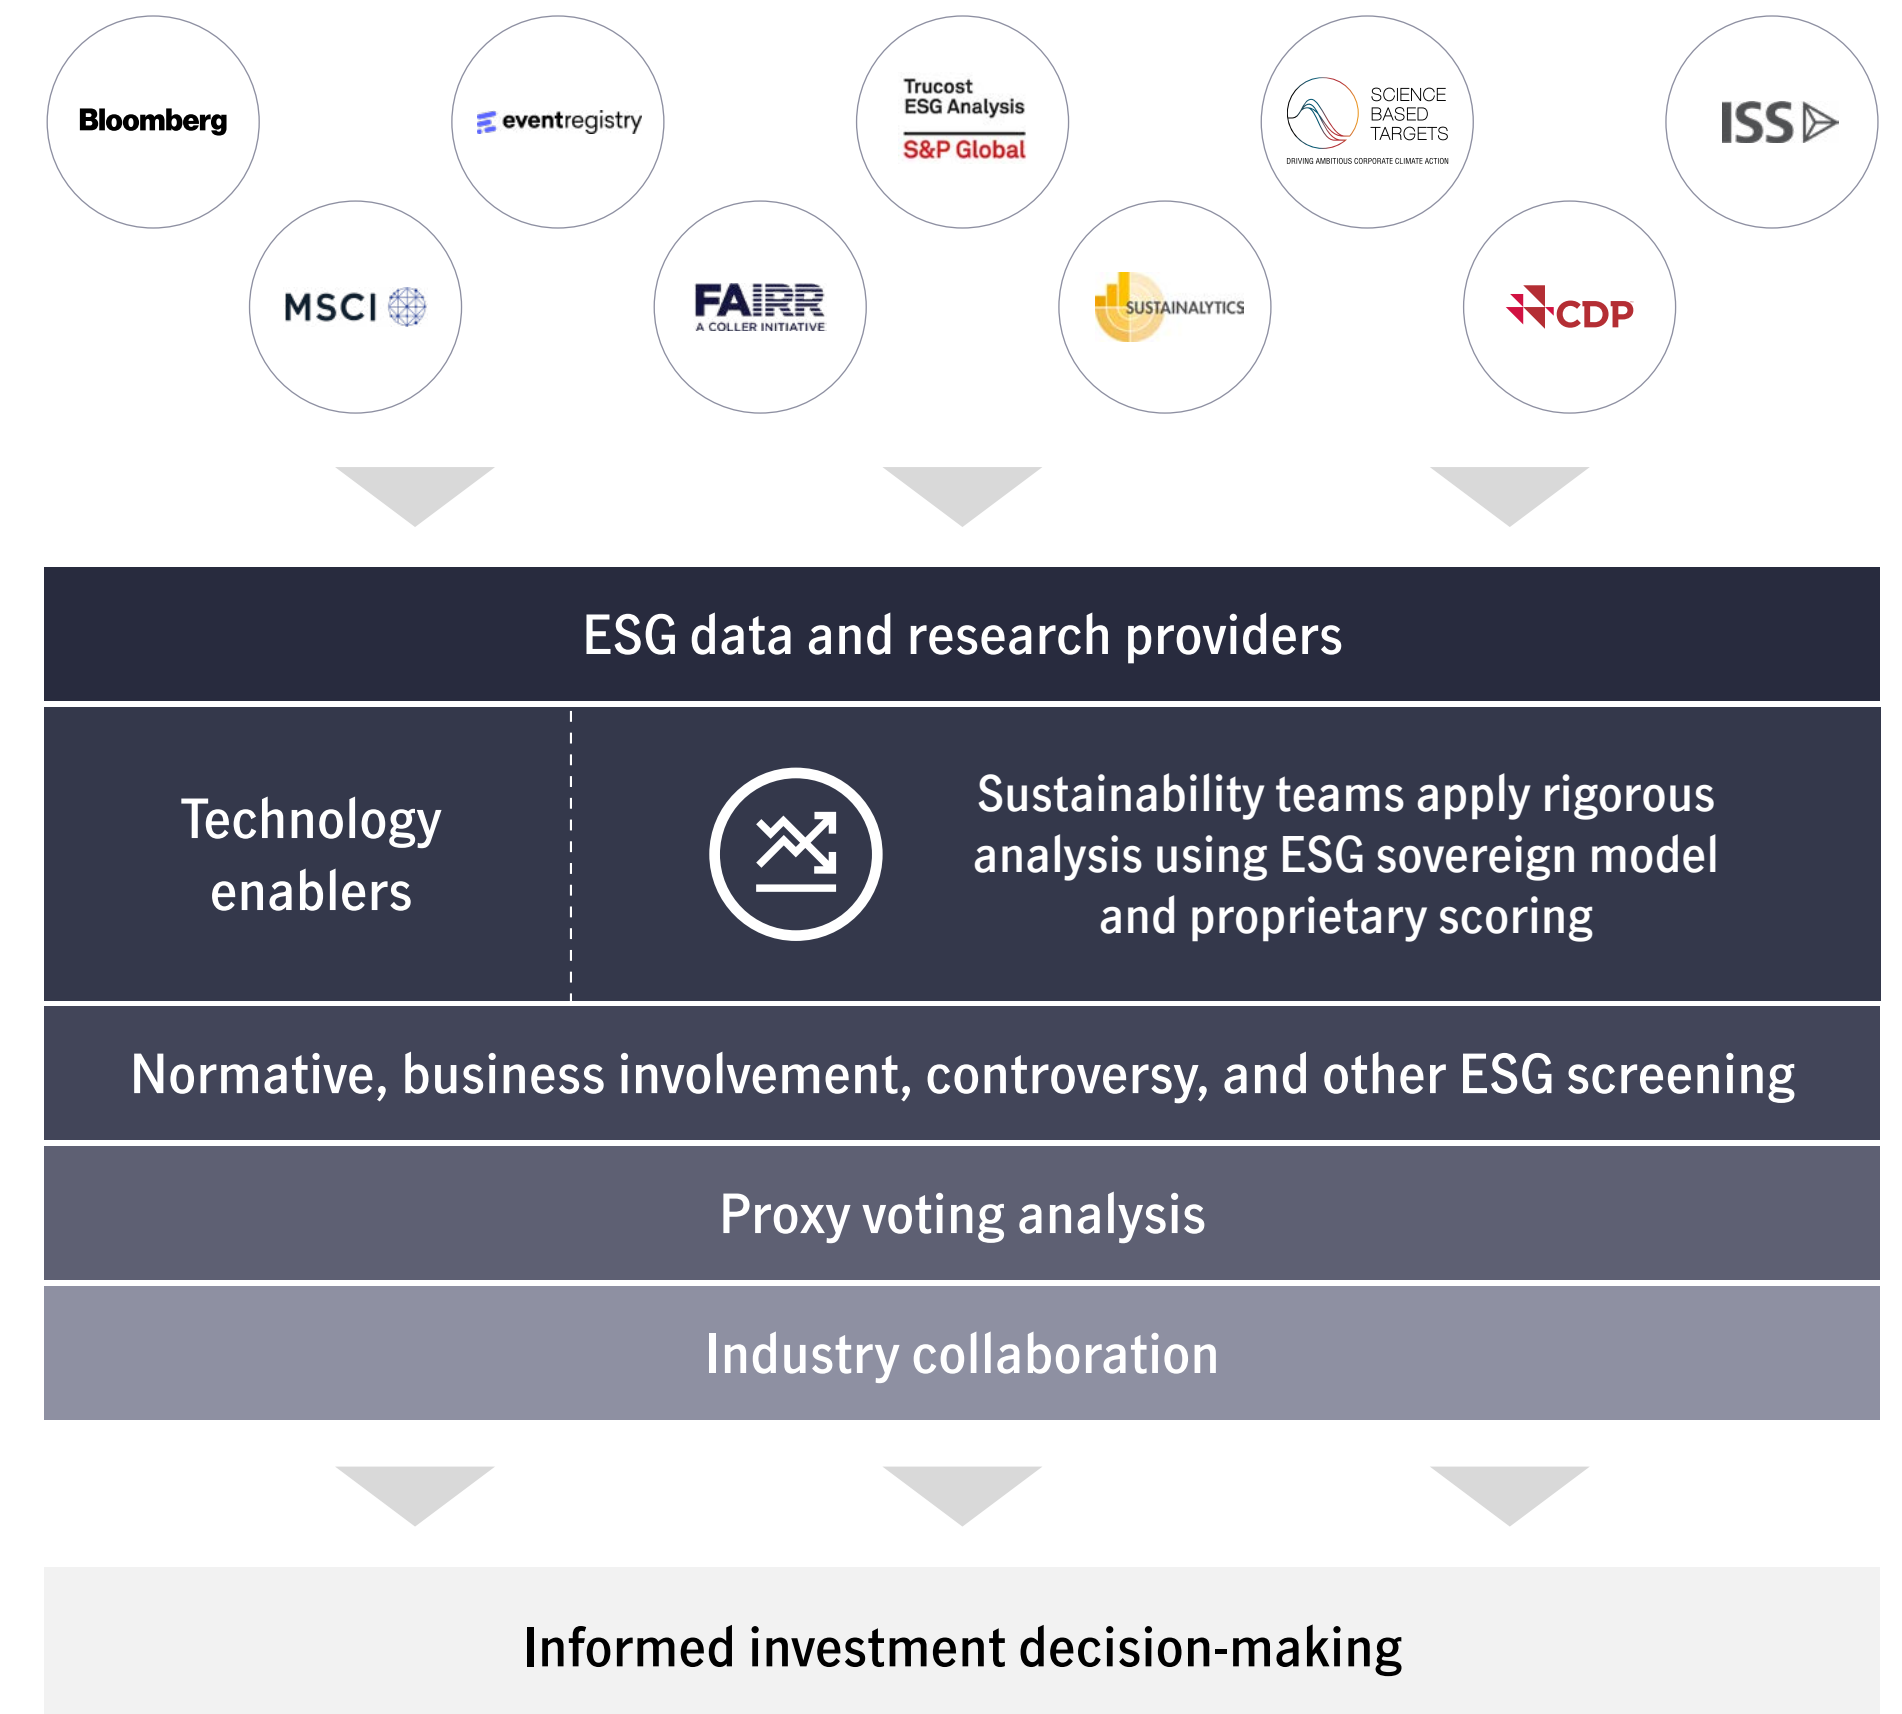 Bloomberg
eventregistry
Trucost
ESG Analysis
S&P Global
SCIENCE
BASED
TARGETS
DRIVING AMBITIOUS CORPORATE CLIMATE ACTION
ISS
MSCI
FAIRR
A COLLER INITIATIVE
SUSTAINALYTICS
CDP
ESG data and research providers
Technology
enablers
Sustainability teams apply rigorous
analysis using ESG sovereign model
and proprietary scoring
Normative, business involvement, controversy, and other ESG screening
Proxy voting analysis
Industry collaboration
Informed investment decision-making